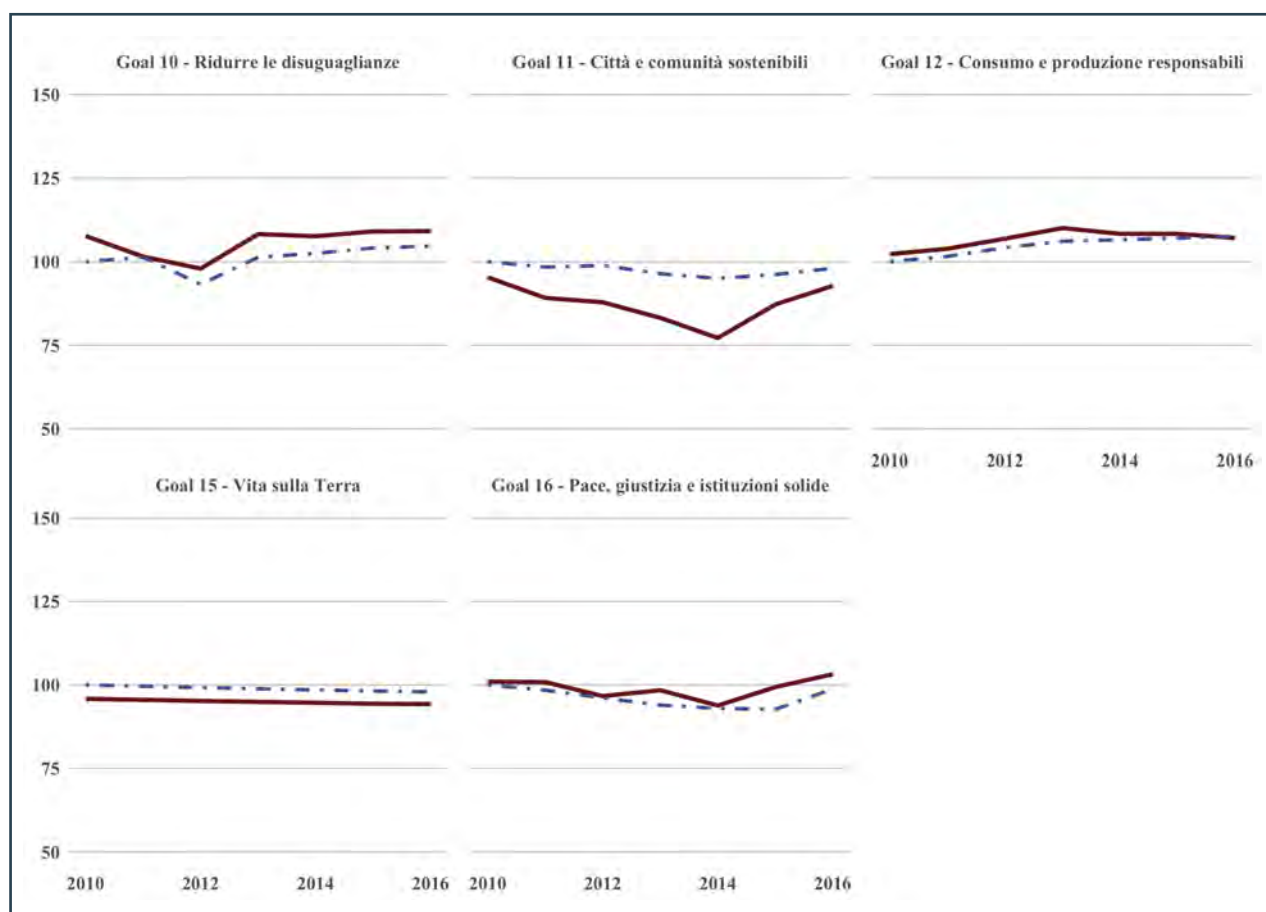 Goal 10 - Ridurre le disuguaglianze
Goal 11 - Città e comunità sostenibili
Goal 12 - Consumo e produzione responsabili
150
125
100
75
50
2010 2012 2014 2016
Goal 15 - Vita sulla Terra
Goal 16 - Pace, giustizia e istituzioni solide
150
125
100
75
50
2010 2012 2014 2016
2010 2012 2014 2016